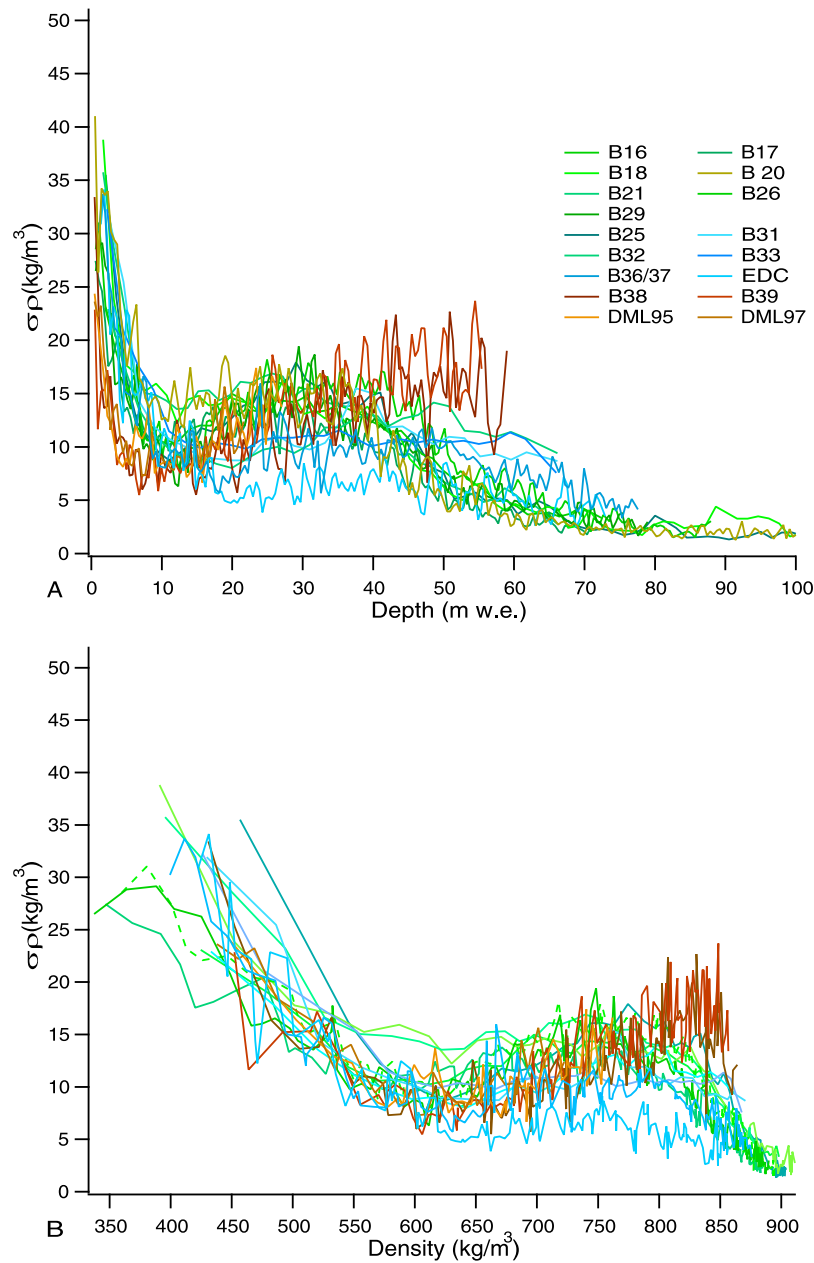 50
45
40
35
30
25
20
15
10
5
0
σρ(kg/m³)
B16 B17
B18 B 20
B21 B26
B29
B25 B31
B32 B33
B36/37 EDC
B38 B39
DML95 DML97
0 10 20 30 40 50 60 70 80 90 100
A
Depth (m w.e.)
50
45
40
35
30
25
20
15
10
5
0
σρ(kg/m³)
350 400 450 500 550 600 650 700 750 800 850 900
B
Density (kg/m³)